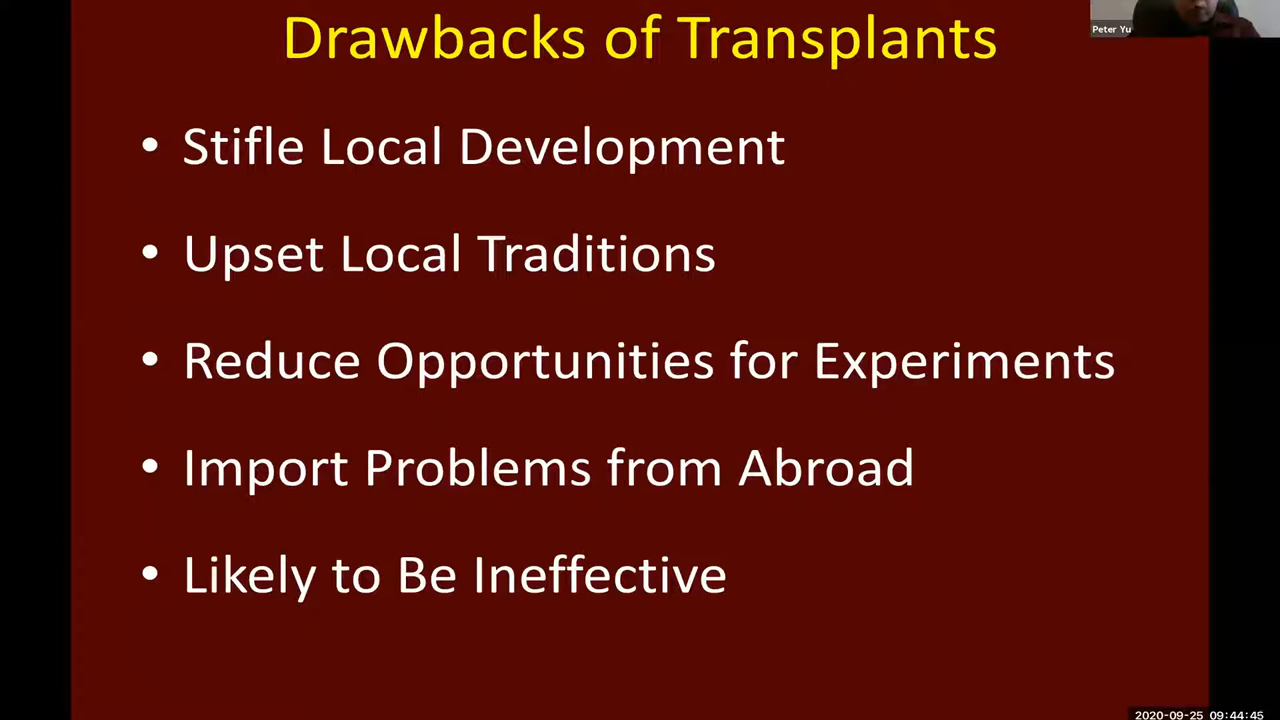 Drawbacks of Transplants
Peter Yu
• Stifle Local Development
• Upset Local Traditions
• Reduce Opportunities for Experiments
• Import Problems from Abroad
• Likely to Be Ineffective
2020-09-25 09:44:45